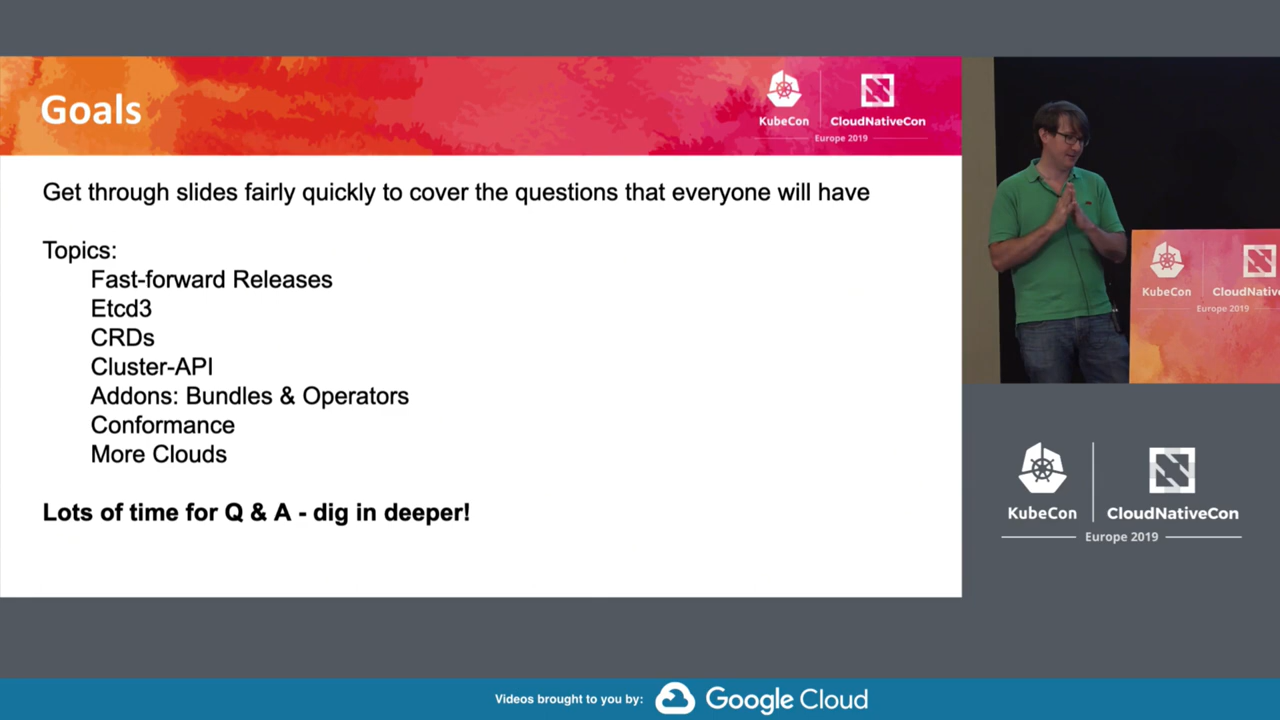 Goals
KubeCon
CloudNativeCon
Europe 2019
Get through slides fairly quickly to cover the questions that everyone will have
Topics:
Fast-forward Releases
Etcd3
CRDs
Cluster-API
Addons: Bundles & Operators
Conformance
More Clouds
Lots of time for Q & A - dig in deeper!
KubeCon
CloudNative
Europe 2019
KubeCon
CloudNativeCon
Europe 2019
Videos brought to you by:
Google Cloud